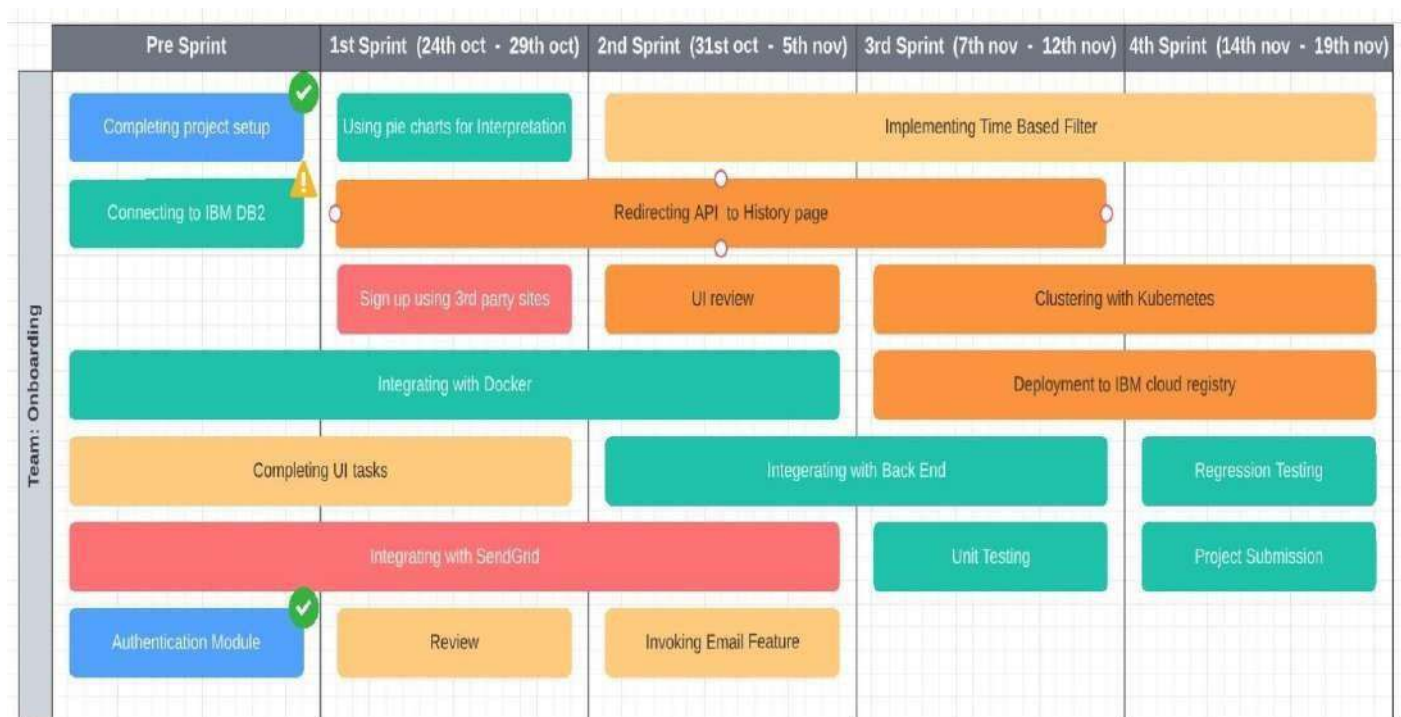 Pre Sprint
1st Sprint (24th oct - 29th oct)
2nd Sprint (31st oct - 5th nov)
3rd Sprint (7th nov - 12th nov)
4th Sprint (14th nov - 19th nov)
Team: Onboarding
Completing project setup
Using pie charts for Interpretation
Implementing Time Based Filter
Connecting to IBM DB2
Redirecting API to History page
Sign up using 3rd party sites
UI review
Clustering with Kubernetes
Integrating with Docker
Deployment to IBM cloud registry
Completing UI tasks
Integerating with Back End
Regression Testing
Integrating with SendGrid
Unit Testing
Project Submission
Authentication Module
Review
Invoking Email Feature